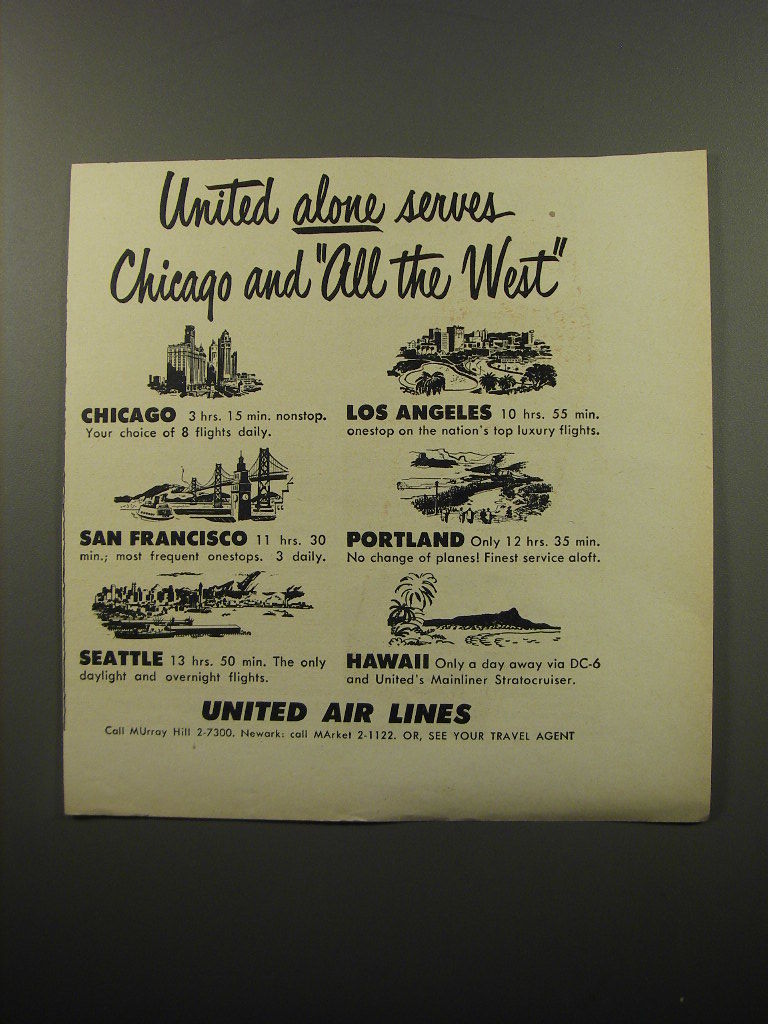 United alone serves
Chicago and "All the West"
CHICAGO 3 hrs. 15 min. nonstop.
Your choice of 8 flights daily.
LOS ANGELES 10 hrs. 55 min.
onestop on the nation's top luxury flights.
SAN FRANCISCO 11 hrs. 30
min.; most frequent onestops. 3 daily.
PORTLAND Only 12 hrs. 35 min.
No change of planes! Finest service aloft.
SEATTLE 13 hrs. 50 min. The only
daylight and overnight flights.
HAWAII Only a day away via DC-6
and United's Mainliner Stratocruiser.
UNITED AIR LINES
Call MUrray Hill 2-7300. Newark: call MArket 2-1122. OR, SEE YOUR TRAVEL AGENT